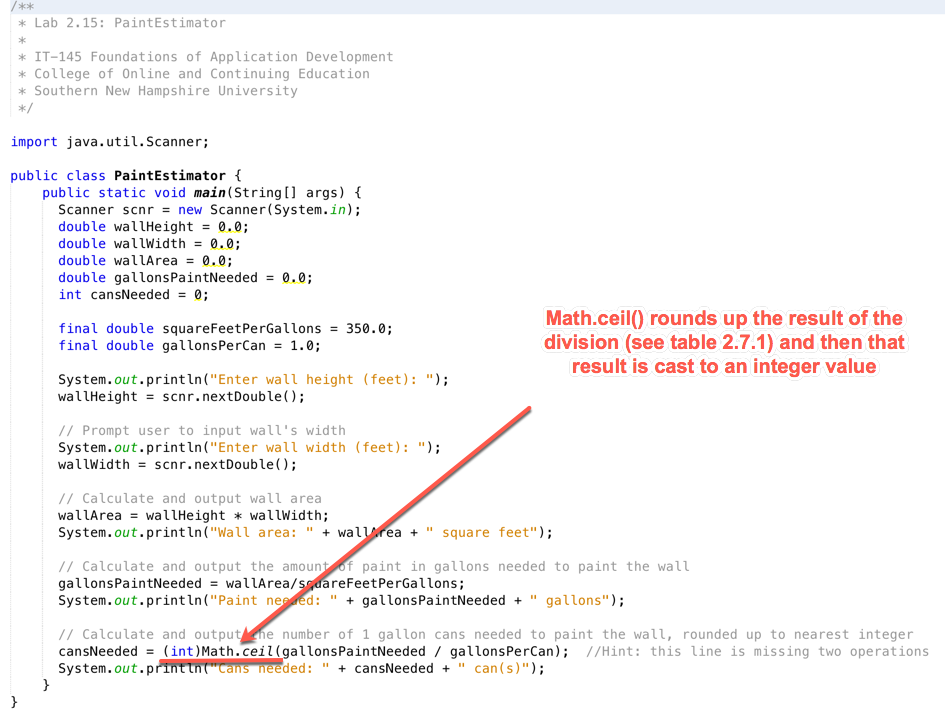 /**
 * Lab 2.15: PaintEstimator
 *
 * IT-145 Foundations of Application Development
 * College of Online and Continuing Education
 * Southern New Hampshire University
 */

import java.util.Scanner;

public class PaintEstimator {
    public static void main(String[] args) {
      Scanner scnr = new Scanner(System.in);
      double wallHeight = 0.0;
      double wallWidth = 0.0;
      double wallArea = 0.0;
      double gallonsPaintNeeded = 0.0;
      int cansNeeded = 0;

      final double squareFeetPerGallons = 350.0;
      final double gallonsPerCan = 1.0;

      System.out.println("Enter wall height (feet): ");
      wallHeight = scnr.nextDouble();

      // Prompt user to input wall's width
      System.out.println("Enter wall width (feet): ");
      wallWidth = scnr.nextDouble();

      // Calculate and output wall area
      wallArea = wallHeight * wallWidth;
      System.out.println("Wall area: " + wallArea + " square feet");

      // Calculate and output the amount of paint in gallons needed to paint the wall
      gallonsPaintNeeded = wallArea/squareFeetPerGallons;
      System.out.println("Paint needed: " + gallonsPaintNeeded + " gallons");

      // Calculate and output the number of 1 gallon cans needed to paint the wall, rounded up to nearest integer
      cansNeeded = (int)Math.ceil(gallonsPaintNeeded / gallonsPerCan);  //Hint: this line is missing two operations
      System.out.println("Cans needed: " + cansNeeded + " can(s)");
    }
}
Math.ceil() rounds up the result of the
division (see table 2.7.1) and then that
result is cast to an integer value